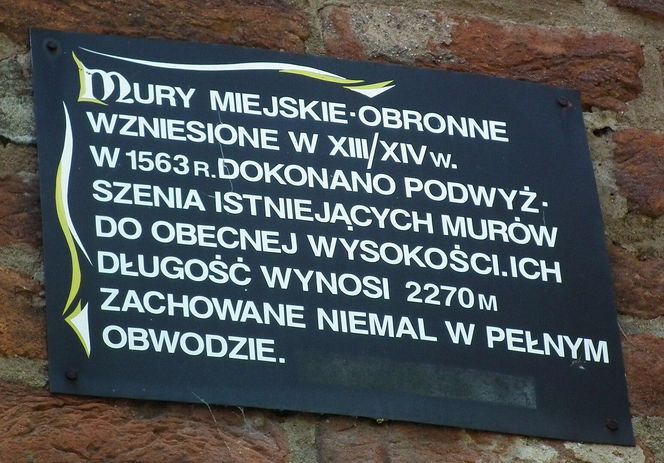 MURY MIEJSKIE·OBRONNE
WZNIESIONE W XIII/XIV W.
W 1563 R. DOKONANO PODWYŻ·
SZENIA ISTNIEJĄCYCH MURÓW
DO OBECNEJ WYSOKOŚCI. ICH
DŁUGOŚĆ WYNOSI 2270 M
ZACHOWANE NIEMAL W PEŁNYM
OBWODZIE.